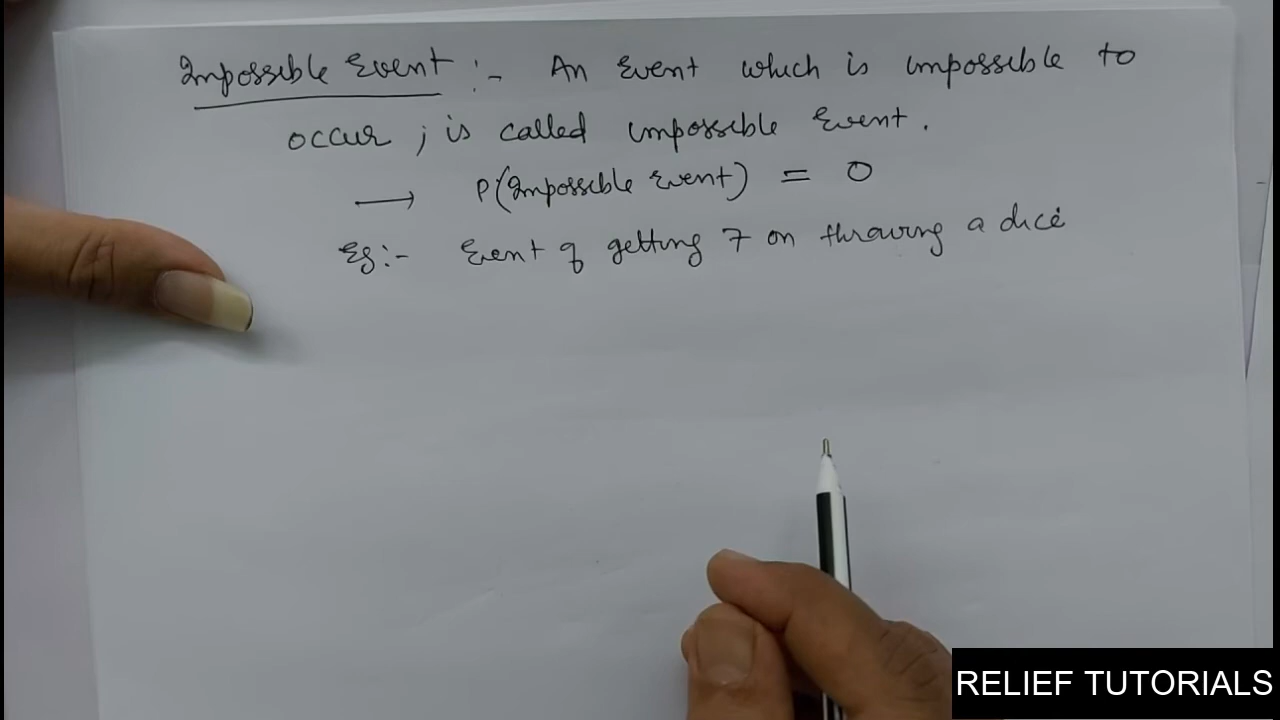 Impossible Event :- An Event which is impossible to
occur ; is called impossible Event.
→ P(Impossible Event) = 0
Eg:- Event of getting 7 on throwing a dice
RELIEF TUTORIALS